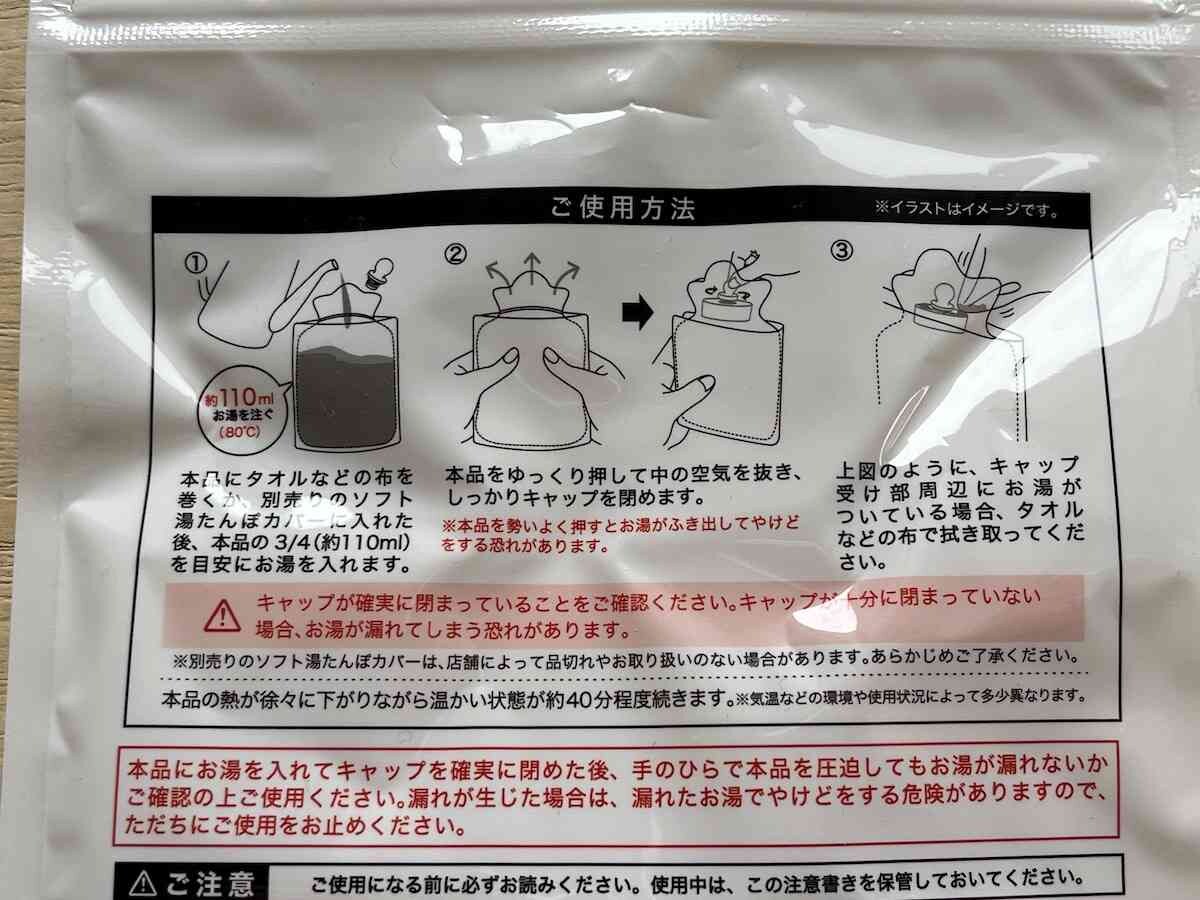 ご使用方法
※イラストはイメージです。
①
約110ml
お湯を注ぐ
(80℃)
本品にタオルなどの布を
巻くか、別売りのソフト
湯たんぽカバーに入れた
後、本品の3/4(約110ml)
を目安にお湯を入れます。
②
本品をゆっくり押して中の空気を抜き、
しっかりキャップを閉めます。
※本品を勢いよく押すとお湯がふき出してやけど
をする恐れがあります。
③
上図のように、キャップ
受け部周辺にお湯が
ついている場合、タオル
などの布で拭き取ってくだ
さい。
キャップが確実に閉まっていることをご確認ください。キャップが十分に閉まっていない
場合、お湯が漏れてしまう恐れがあります。
※別売りのソフト湯たんぽカバーは、店舗によって品切れやお取り扱いのない場合があります。あらかじめご了承ください。
本品の熱が徐々に下がりながら温かい状態が約40分程度続きます。※気温などの環境や使用状況によって多少異なります。
本品にお湯を入れてキャップを確実に閉めた後、手のひらで本品を圧迫してもお湯が漏れないか
ご確認の上ご使用ください。漏れが生じた場合は、漏れたお湯でやけどをする危険がありますので、
ただちにご使用をお止めください。
ご注意 ご使用になる前に必ずお読みください。使用中は、この注意書きを保管しておいてください。